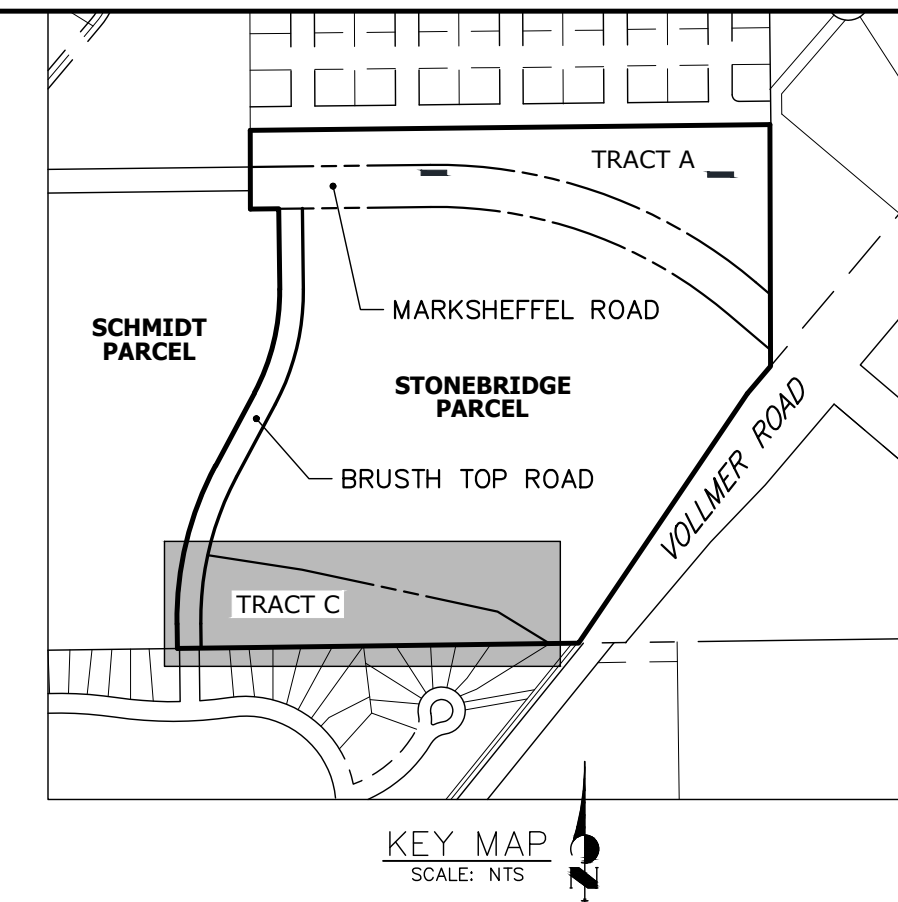 TRACT A
MARKSHEFFEL ROAD
SCHMIDT
PARCEL
STONEBRIDGE
PARCEL
BRUSTH TOP ROAD
VOLLMER ROAD
TRACT C
KEY MAP
SCALE: NTS
N